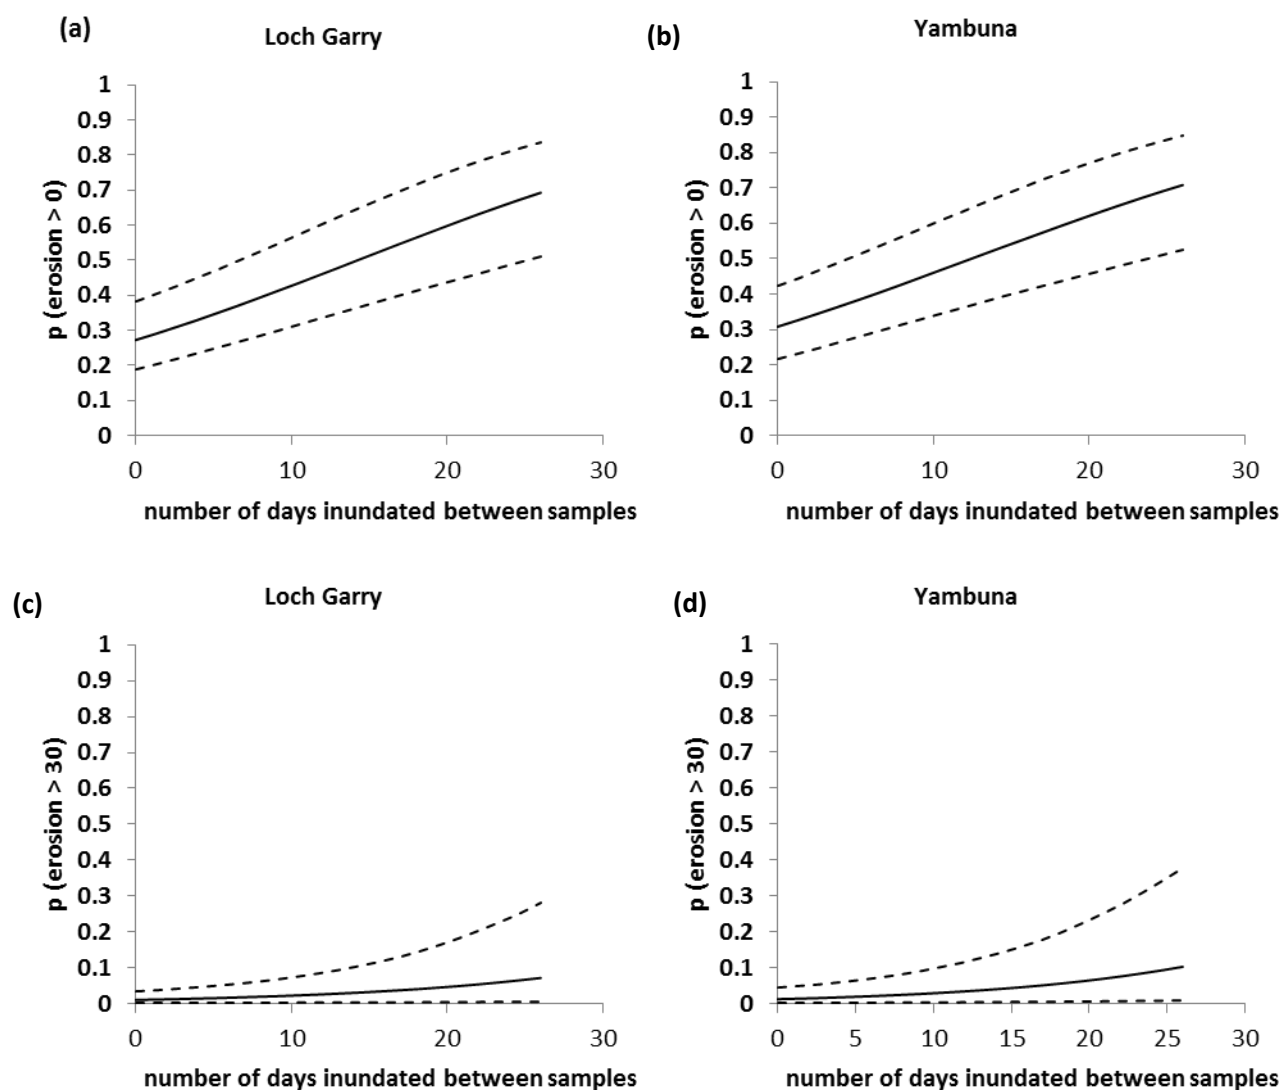 (a)
Loch Garry
p (erosion > 0)
1
0.9
0.8
0.7
0.6
0.5
0.4
0.3
0.2
0.1
0
0 10 20 30
number of days inundated between samples
(b)
Yambuna
p (erosion > 0)
1
0.9
0.8
0.7
0.6
0.5
0.4
0.3
0.2
0.1
0
0 10 20 30
number of days inundated between samples
(c)
Loch Garry
p (erosion > 30)
1
0.9
0.8
0.7
0.6
0.5
0.4
0.3
0.2
0.1
0
0 10 20 30
number of days inundated between samples
(d)
Yambuna
p (erosion > 30)
1
0.9
0.8
0.7
0.6
0.5
0.4
0.3
0.2
0.1
0
0 5 10 15 20 25 30
number of days inundated between samples